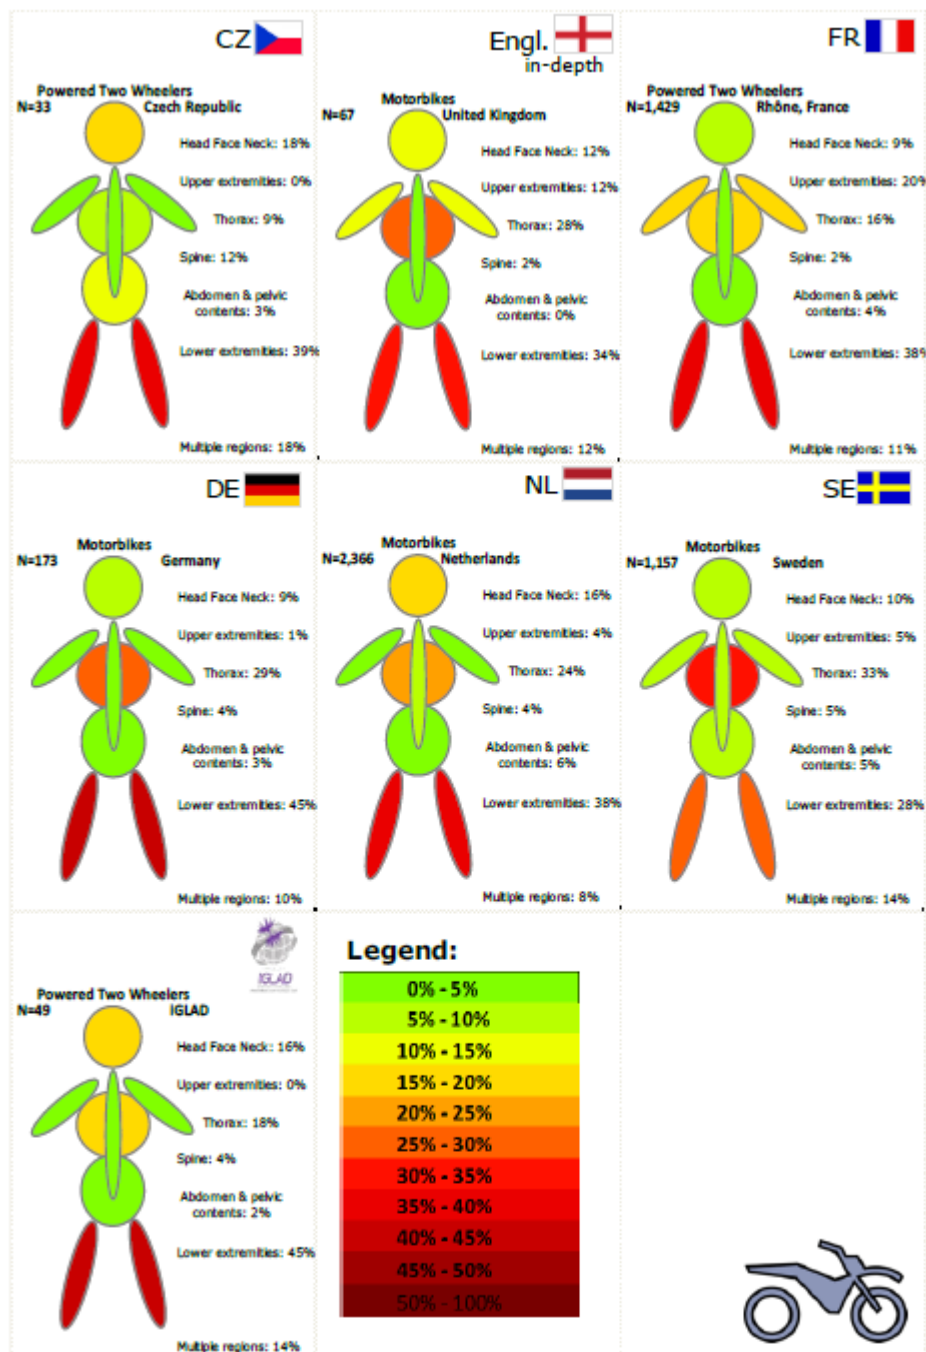 CZ
Powered Two Wheelers
N=33
Czech Republic
Head Face Neck: 18%
Upper extremities: 0%
Thorax: 9%
Spine: 12%
Abdomen & pelvic
contents: 3%
Lower extremities: 39%
Multiple regions: 18%
Engl.
in-depth
Motorbikes
N=67
United Kingdom
Head Face Neck: 12%
Upper extremities: 12%
Thorax: 28%
Spine: 2%
Abdomen & pelvic
contents: 0%
Lower extremities: 34%
Multiple regions: 12%
FR
Powered Two Wheelers
N=1,429
Rhône, France
Head Face Neck: 9%
Upper extremities: 20%
Thorax: 16%
Spine: 2%
Abdomen & pelvic
contents: 4%
Lower extremities: 38%
Multiple regions: 11%
DE
Motorbikes
N=173
Germany
Head Face Neck: 9%
Upper extremities: 1%
Thorax: 29%
Spine: 4%
Abdomen & pelvic
contents: 3%
Lower extremities: 45%
Multiple regions: 10%
NL
Motorbikes
N=2,366
Netherlands
Head Face Neck: 16%
Upper extremities: 4%
Thorax: 24%
Spine: 4%
Abdomen & pelvic
contents: 6%
Lower extremities: 38%
Multiple regions: 8%
SE
Motorbikes
N=1,157
Sweden
Head Face Neck: 10%
Upper extremities: 5%
Thorax: 33%
Spine: 5%
Abdomen & pelvic
contents: 5%
Lower extremities: 28%
Multiple regions: 14%
IGLAD
Powered Two Wheelers
N=49
IGLAD
Head Face Neck: 16%
Upper extremities: 0%
Thorax: 18%
Spine: 4%
Abdomen & pelvic
contents: 2%
Lower extremities: 45%
Multiple regions: 14%
Legend:
0% - 5%
5% - 10%
10% - 15%
15% - 20%
20% - 25%
25% - 30%
30% - 35%
35% - 40%
40% - 45%
45% - 50%
50% - 100%